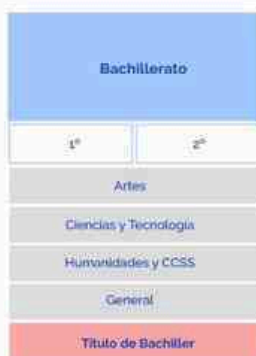 Bachillerato
1º 2º
Artes
Ciencias y Tecnología
Humanidades y CCSS
General
Título de Bachiller